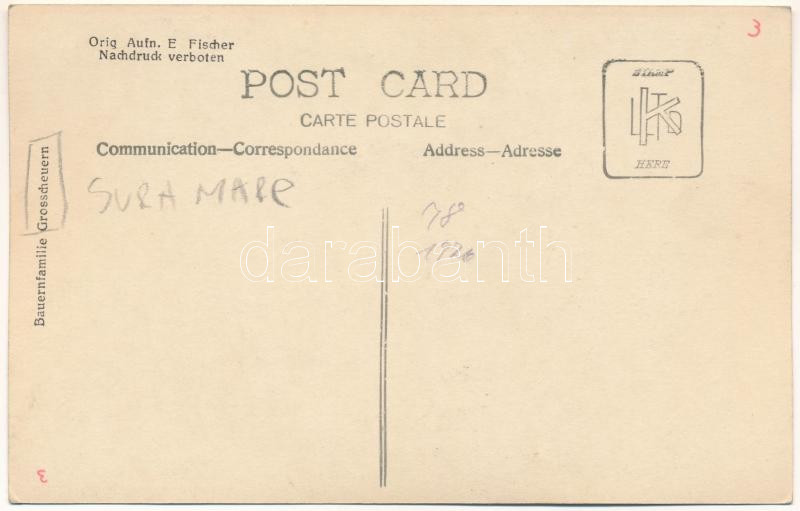 3
Orig Aufn. E Fischer
Nachdruck verboten
POST CARD
CARTE POSTALE
Communication—Correspondance
Address—Adresse
HERE
Bauernfamilie Grosscheuern
SURA MARE
darabanth
3